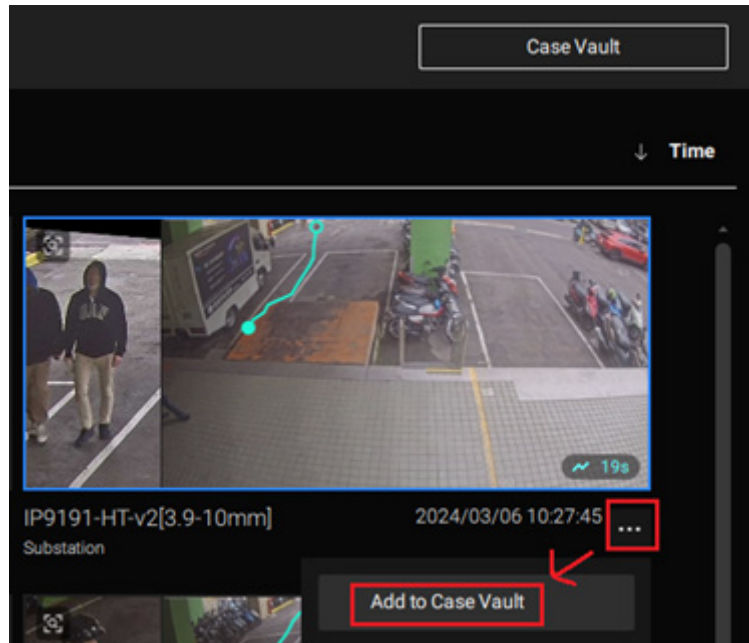 Case Vault
↓ Time
19s
IP9191-HT-v2[3.9-10mm]
2024/03/06 10:27:45 ...
Substation
Add to Case Vault